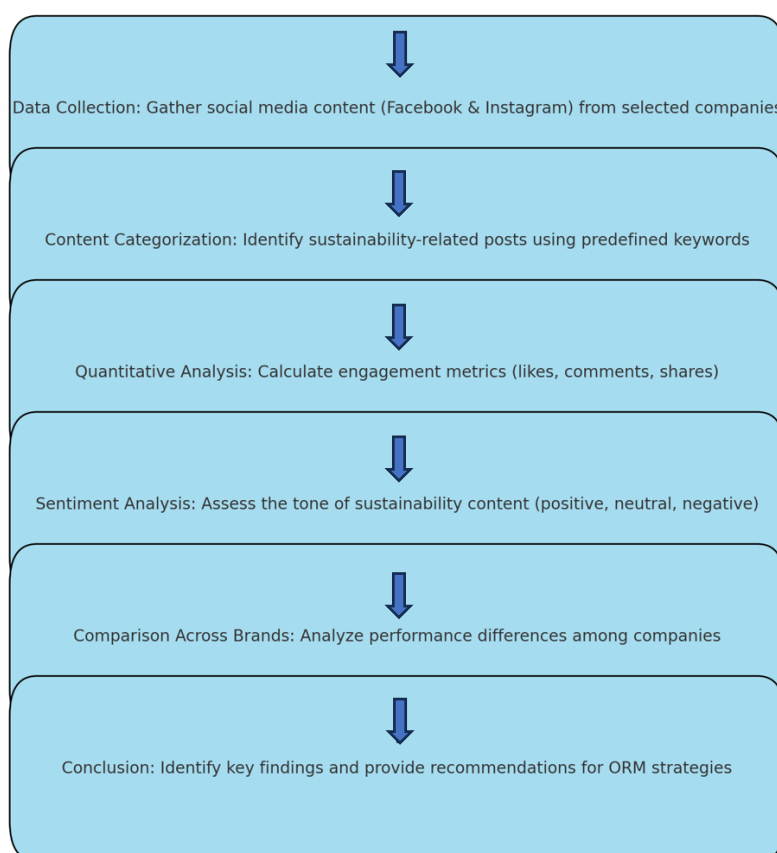 Data Collection: Gather social media content (Facebook & Instagram) from selected companies
Content Categorization: Identify sustainability-related posts using predefined keywords
Quantitative Analysis: Calculate engagement metrics (likes, comments, shares)
Sentiment Analysis: Assess the tone of sustainability content (positive, neutral, negative)
Comparison Across Brands: Analyze performance differences among companies
Conclusion: Identify key findings and provide recommendations for ORM strategies